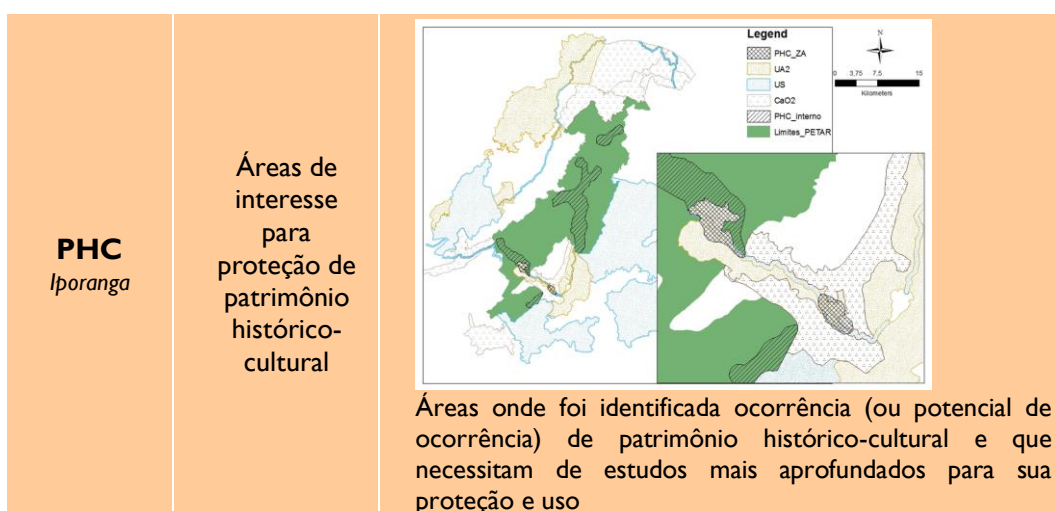 PHC
Iporanga
Áreas de
interesse
para
proteção de
patrimônio
histórico-
cultural
Legend
PHC_ZA
UA2
US
CaO2
PHC_interno
Limites_PETAR
N
0 3,75 7,5 15
Kilometers
Áreas onde foi identificada ocorrência (ou potencial de
ocorrência) de patrimônio histórico-cultural e que
necessitam de estudos mais aprofundados para sua
proteção e uso